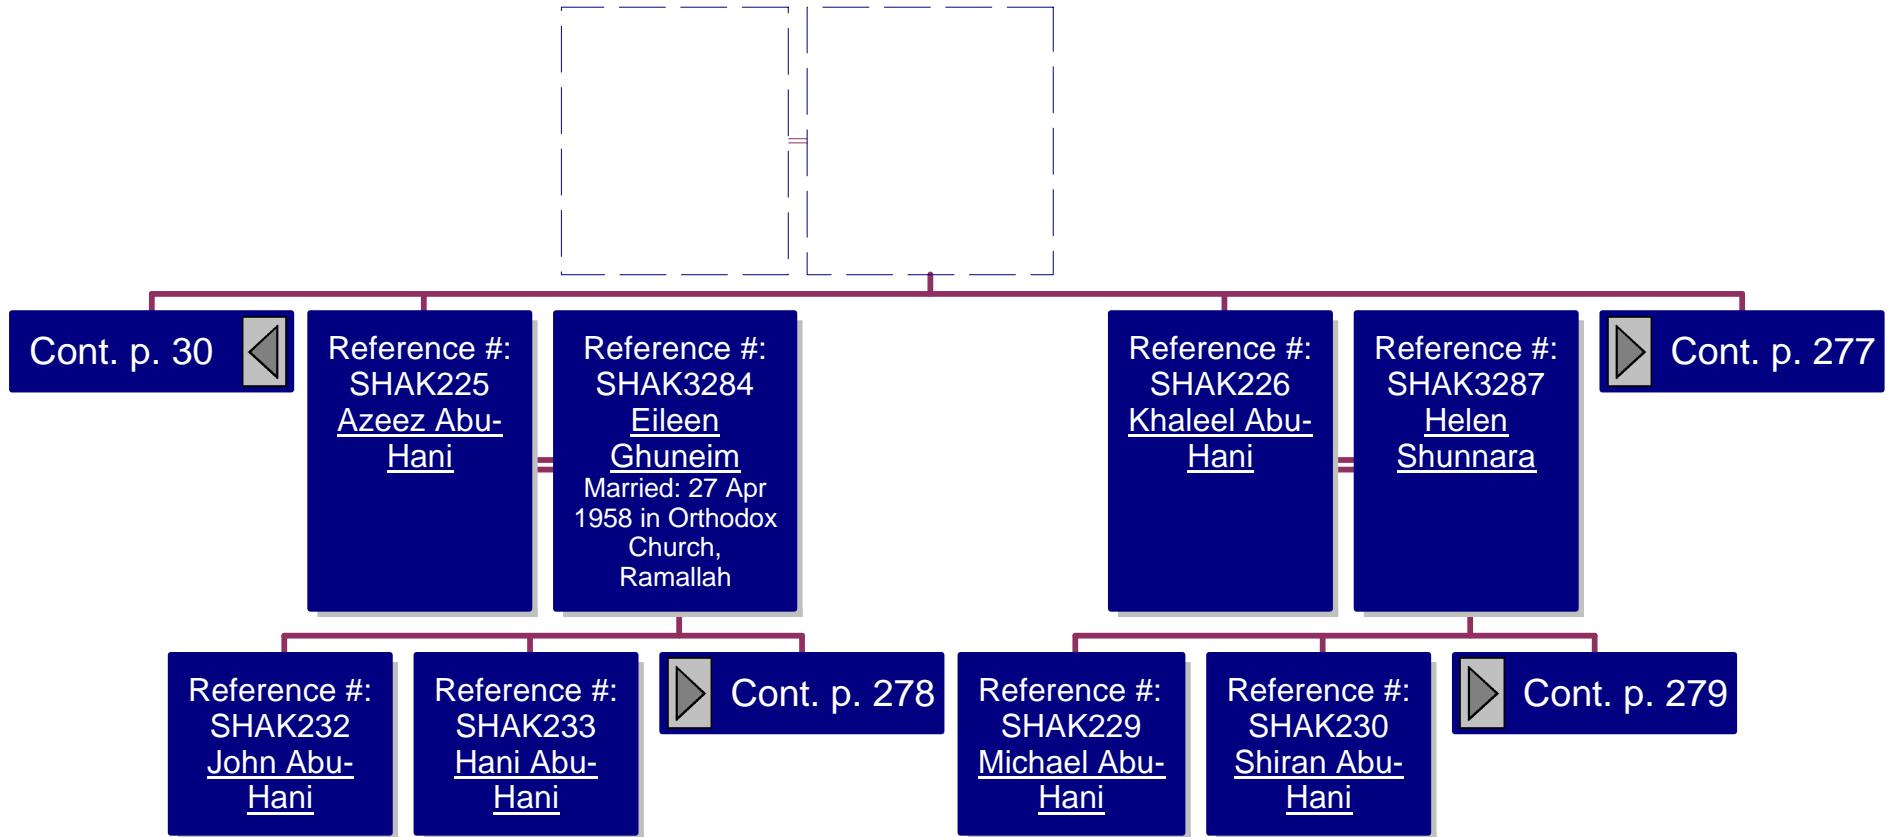 Cont. p. 30
Reference #:
SHAK225
Azeez Abu-
Hani
Reference #:
SHAK3284
Eileen
Ghuneim
Married: 27 Apr
1958 in Orthodox
Church,
Ramallah
Reference #:
SHAK226
Khaleel Abu-
Hani
Reference #:
SHAK3287
Helen
Shunnara
Cont. p. 277
Reference #:
SHAK232
John Abu-
Hani
Reference #:
SHAK233
Hani Abu-
Hani
Cont. p. 278
Reference #:
SHAK229
Michael Abu-
Hani
Reference #:
SHAK230
Shiran Abu-
Hani
Cont. p. 279